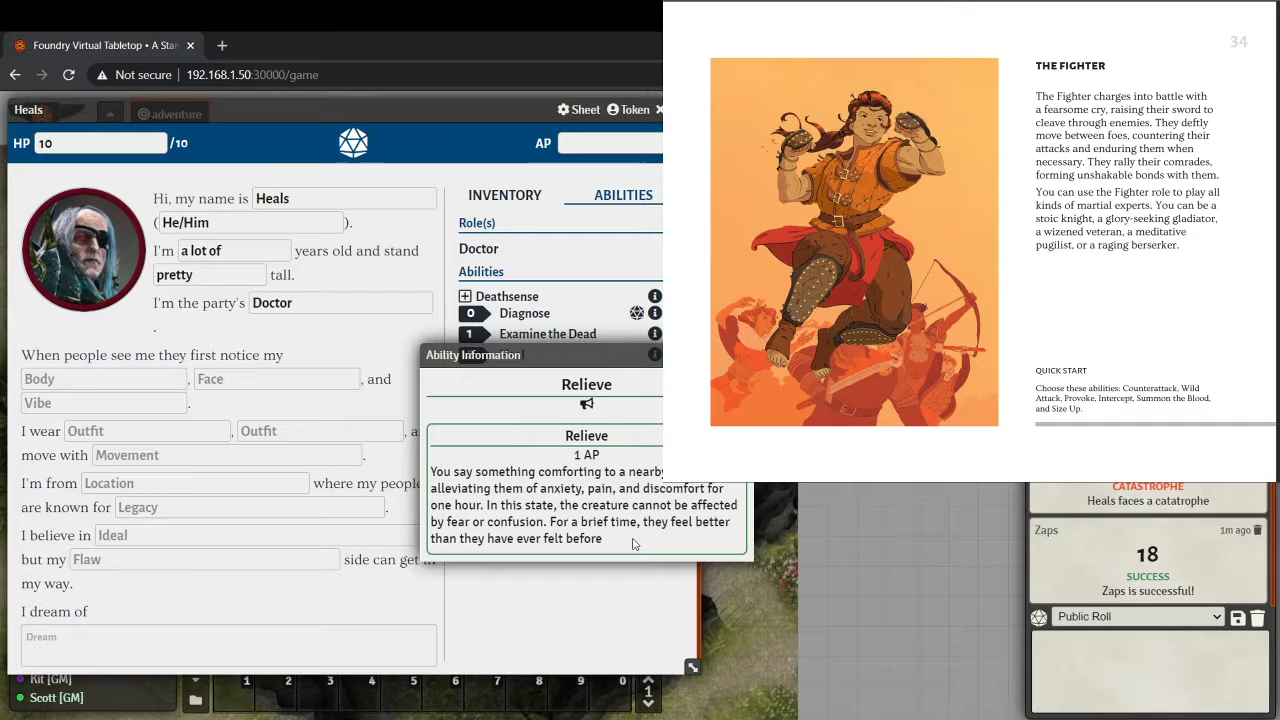 Foundry Virtual Tabletop • A Star
Not secure
192.168.1.50:30000/game
Heals
adventure
Sheet
Token
HP
10
/10
AP
Hi, my name is Heals
(
He/Him
).
I'm
a lot of
years old and stand
pretty
tall.
I'm the party's Doctor
.
When people see me they first notice my
Body
,
Face
, and
Vibe
.
I wear
Outfit
,
Outfit
, a
move with
Movement
.
I'm from
Location
where my people
are known for
Legacy
.
I believe in
Ideal
but my
Flaw
side can get in
my way.
I dream of
Dream
INVENTORY
ABILITIES
Role(s)
Doctor
Abilities
Deathsense
0
Diagnose
1
Examine the Dead
Ability Information
Relieve
Relieve
1 AP
You say something comforting to a nearby
alleviating them of anxiety, pain, and discomfort for
one hour. In this state, the creature cannot be affected
by fear or confusion. For a brief time, they feel better
than they have ever felt before
34
THE FIGHTER
The Fighter charges into battle with
a fearsome cry, raising their sword to
cleave through enemies. They deftly
move between foes, countering their
attacks and enduring them when
necessary. They rally their comrades,
forming unshakable bonds with them.
You can use the Fighter role to play all
kinds of martial experts. You can be a
stoic knight, a glory-seeking gladiator,
a wizened veteran, a meditative
pugilist, or a raging berserker.
QUICK START
Choose these abilities: Counterattack, Wild
Attack, Provoke, Intercept, Summon the Blood,
and Size Up.
CATASTROPHE
Heals faces a catatrophe
Zaps
1m ago
18
SUCCESS
Zaps is successful!
Public Roll
Scott [GM]
1 2 3 4 5 6 7 8 9 0
1